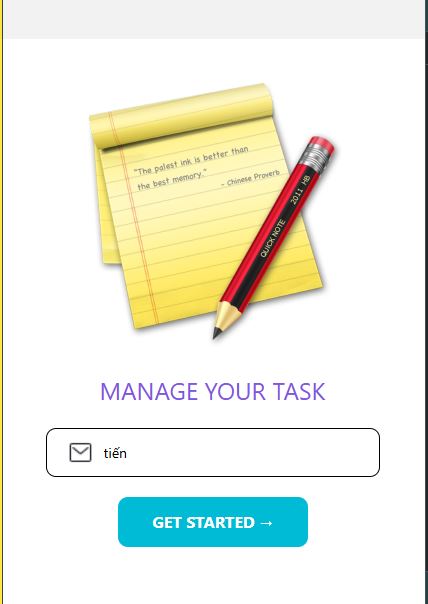 "The palest ink is better than
the best memory."
- Chinese Proverb
QUICK NOTE 2011 HB
MANAGE YOUR TASK
tiến
GET STARTED →